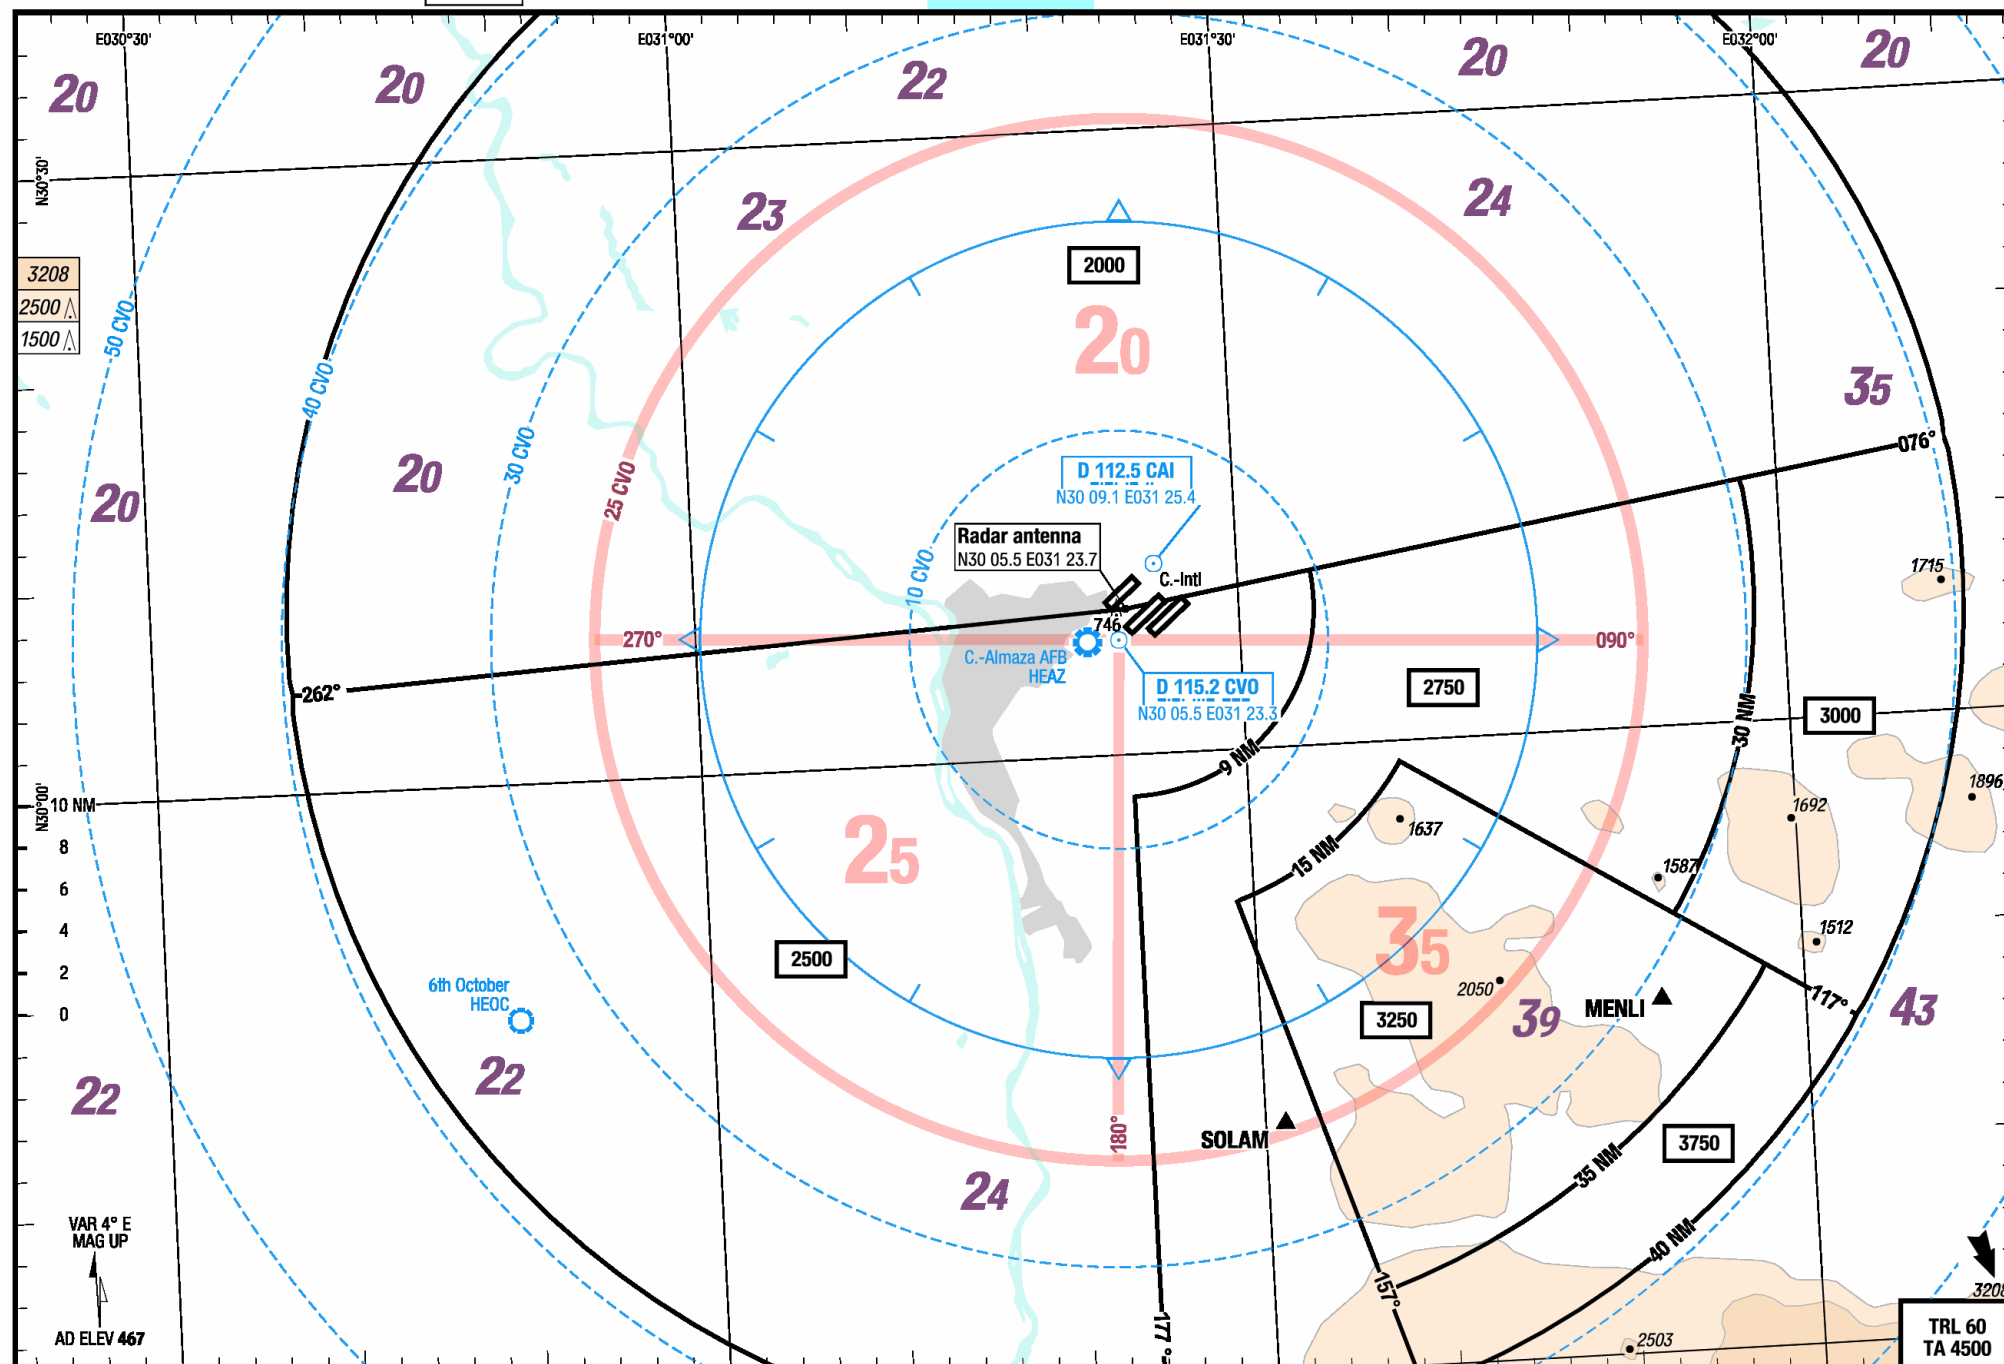 E030°30'
E031°00'
E031°30'
E032°00'
20
20
22
20
20
N30°30'
23
24
2000
3208
2500
1500
50 CVO
40 CVO
30 CVO
25 CVO
10 CVO
20
35
076°
20
20
D 112.5 CAI
N30 09.1 E031 25.4
Radar antenna
N30 05.5 E031 23.7
C.-Intl
746
1715
270°
090°
C.-Almaza AFB
HEAZ
D 115.2 CVO
N30 05.5 E031 23.3
262°
2750
3000
30 NM
9 NM
N30°00'
10 NM
8
6
4
2
0
1896
1692
1637
15 NM
1587
1512
25
35
2500
2050
3250
39
MENLI
117°
43
6th October
HEOC
22
22
180°
SOLAM
3750
35 NM
24
40 NM
VAR 4° E
MAG UP
AD ELEV 467
157°
177°
3208
2503
TRL 60
TA 4500